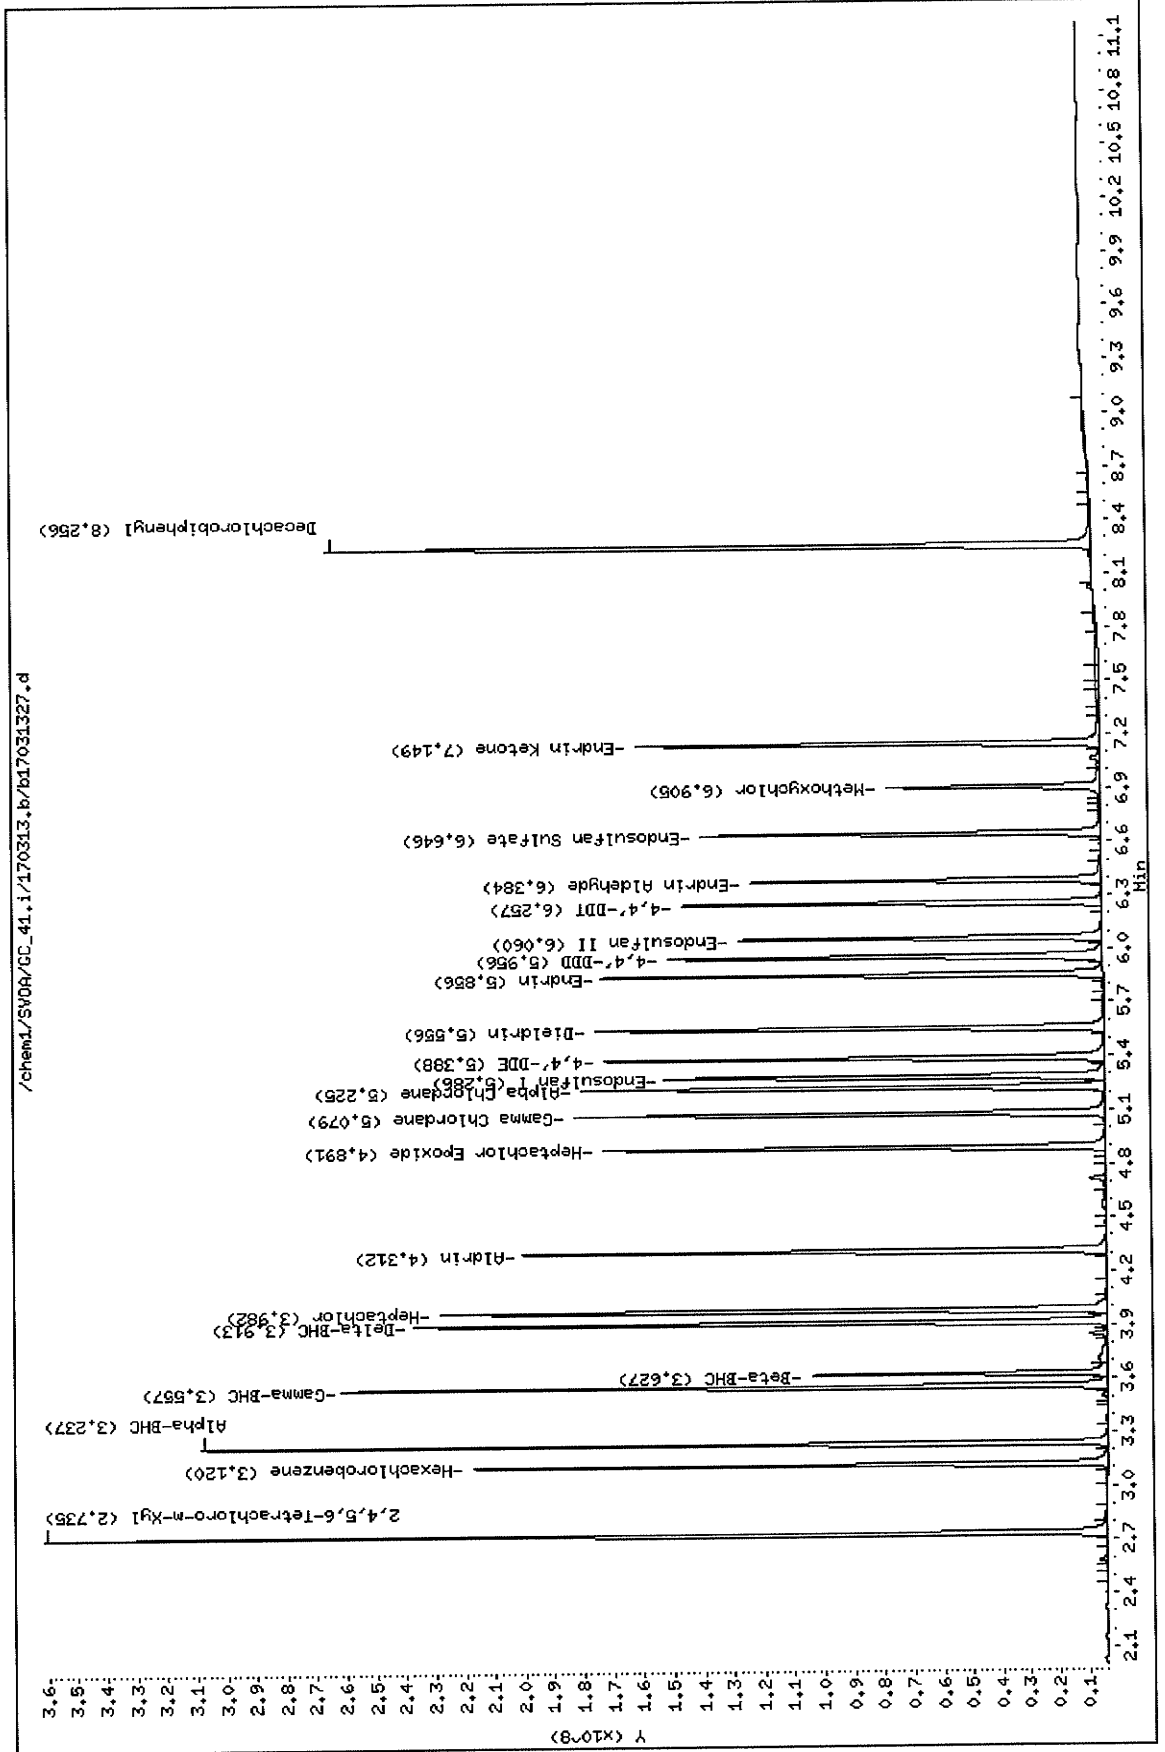 /chem1/SVOA/GC_41.i/170313.b/b17031327.d
Y (x10^8)
3.6
3.5
3.4
3.3
3.2
3.1
3.0
2.9
2.8
2.7
2.6
2.5
2.4
2.3
2.2
2.1
2.0
1.9
1.8
1.7
1.6
1.5
1.4
1.3
1.2
1.1
1.0
0.9
0.8
0.7
0.6
0.5
0.4
0.3
0.2
0.1
2,4,5,6-Tetrachloro-m-Xyl (2.735)
-Hexachlorobenzene (3.120)
Alpha-BHC (3.237)
-Gamma-BHC (3.557)
-Beta-BHC (3.627)
-Delta-BHC (3.913)
-Heptachlor (3.982)
-Aldrin (4.312)
-Heptachlor Epoxide (4.891)
-Gamma Chlordane (5.079)
-Alpha Chlordane (5.225)
-Endosulfan I (5.286)
-4,4'-DDE (5.388)
-Dieldrin (5.556)
-Endrin (5.856)
-4,4'-DDD (5.956)
-Endosulfan II (6.060)
-4,4'-DDT (6.257)
-Endrin Aldehyde (6.384)
-Endosulfan Sulfate (6.646)
-Methoxychlor (6.905)
-Endrin Ketone (7.149)
Decachlorobiphenyl (8.256)
2.1 2.4 2.7 3.0 3.3 3.6 3.9 4.2 4.5 4.8 5.1 5.4 5.7 6.0 6.3 6.6 6.9 7.2 7.5 7.8 8.1 8.4 8.7 9.0 9.3 9.6 9.9 10.2 10.5 10.8 11.1
Min